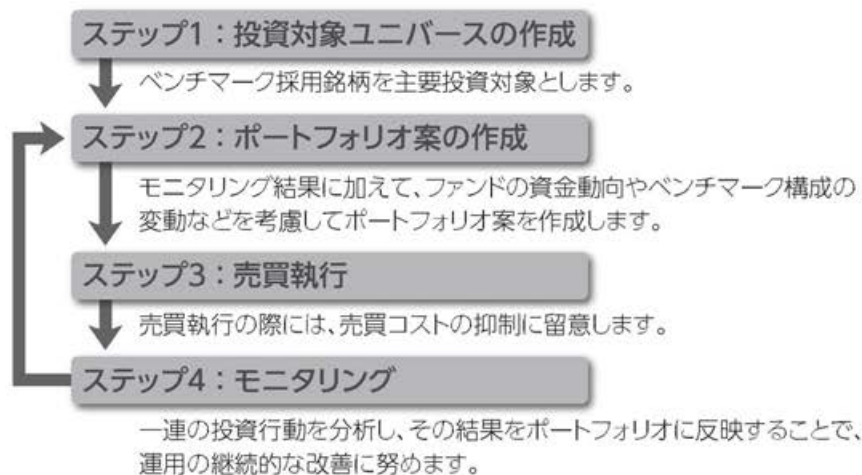 ステップ1：投資対象ユニバースの作成
ベンチマーク採用銘柄を主要投資対象とします。
ステップ2：ポートフォリオ案の作成
モニタリング結果に加えて、ファンドの資金動向やベンチマーク構成の
変動などを考慮してポートフォリオ案を作成します。
ステップ3：売買執行
売買執行の際には、売買コストの抑制に留意します。
ステップ4：モニタリング
一連の投資行動を分析し、その結果をポートフォリオに反映することで、
運用の継続的な改善に努めます。